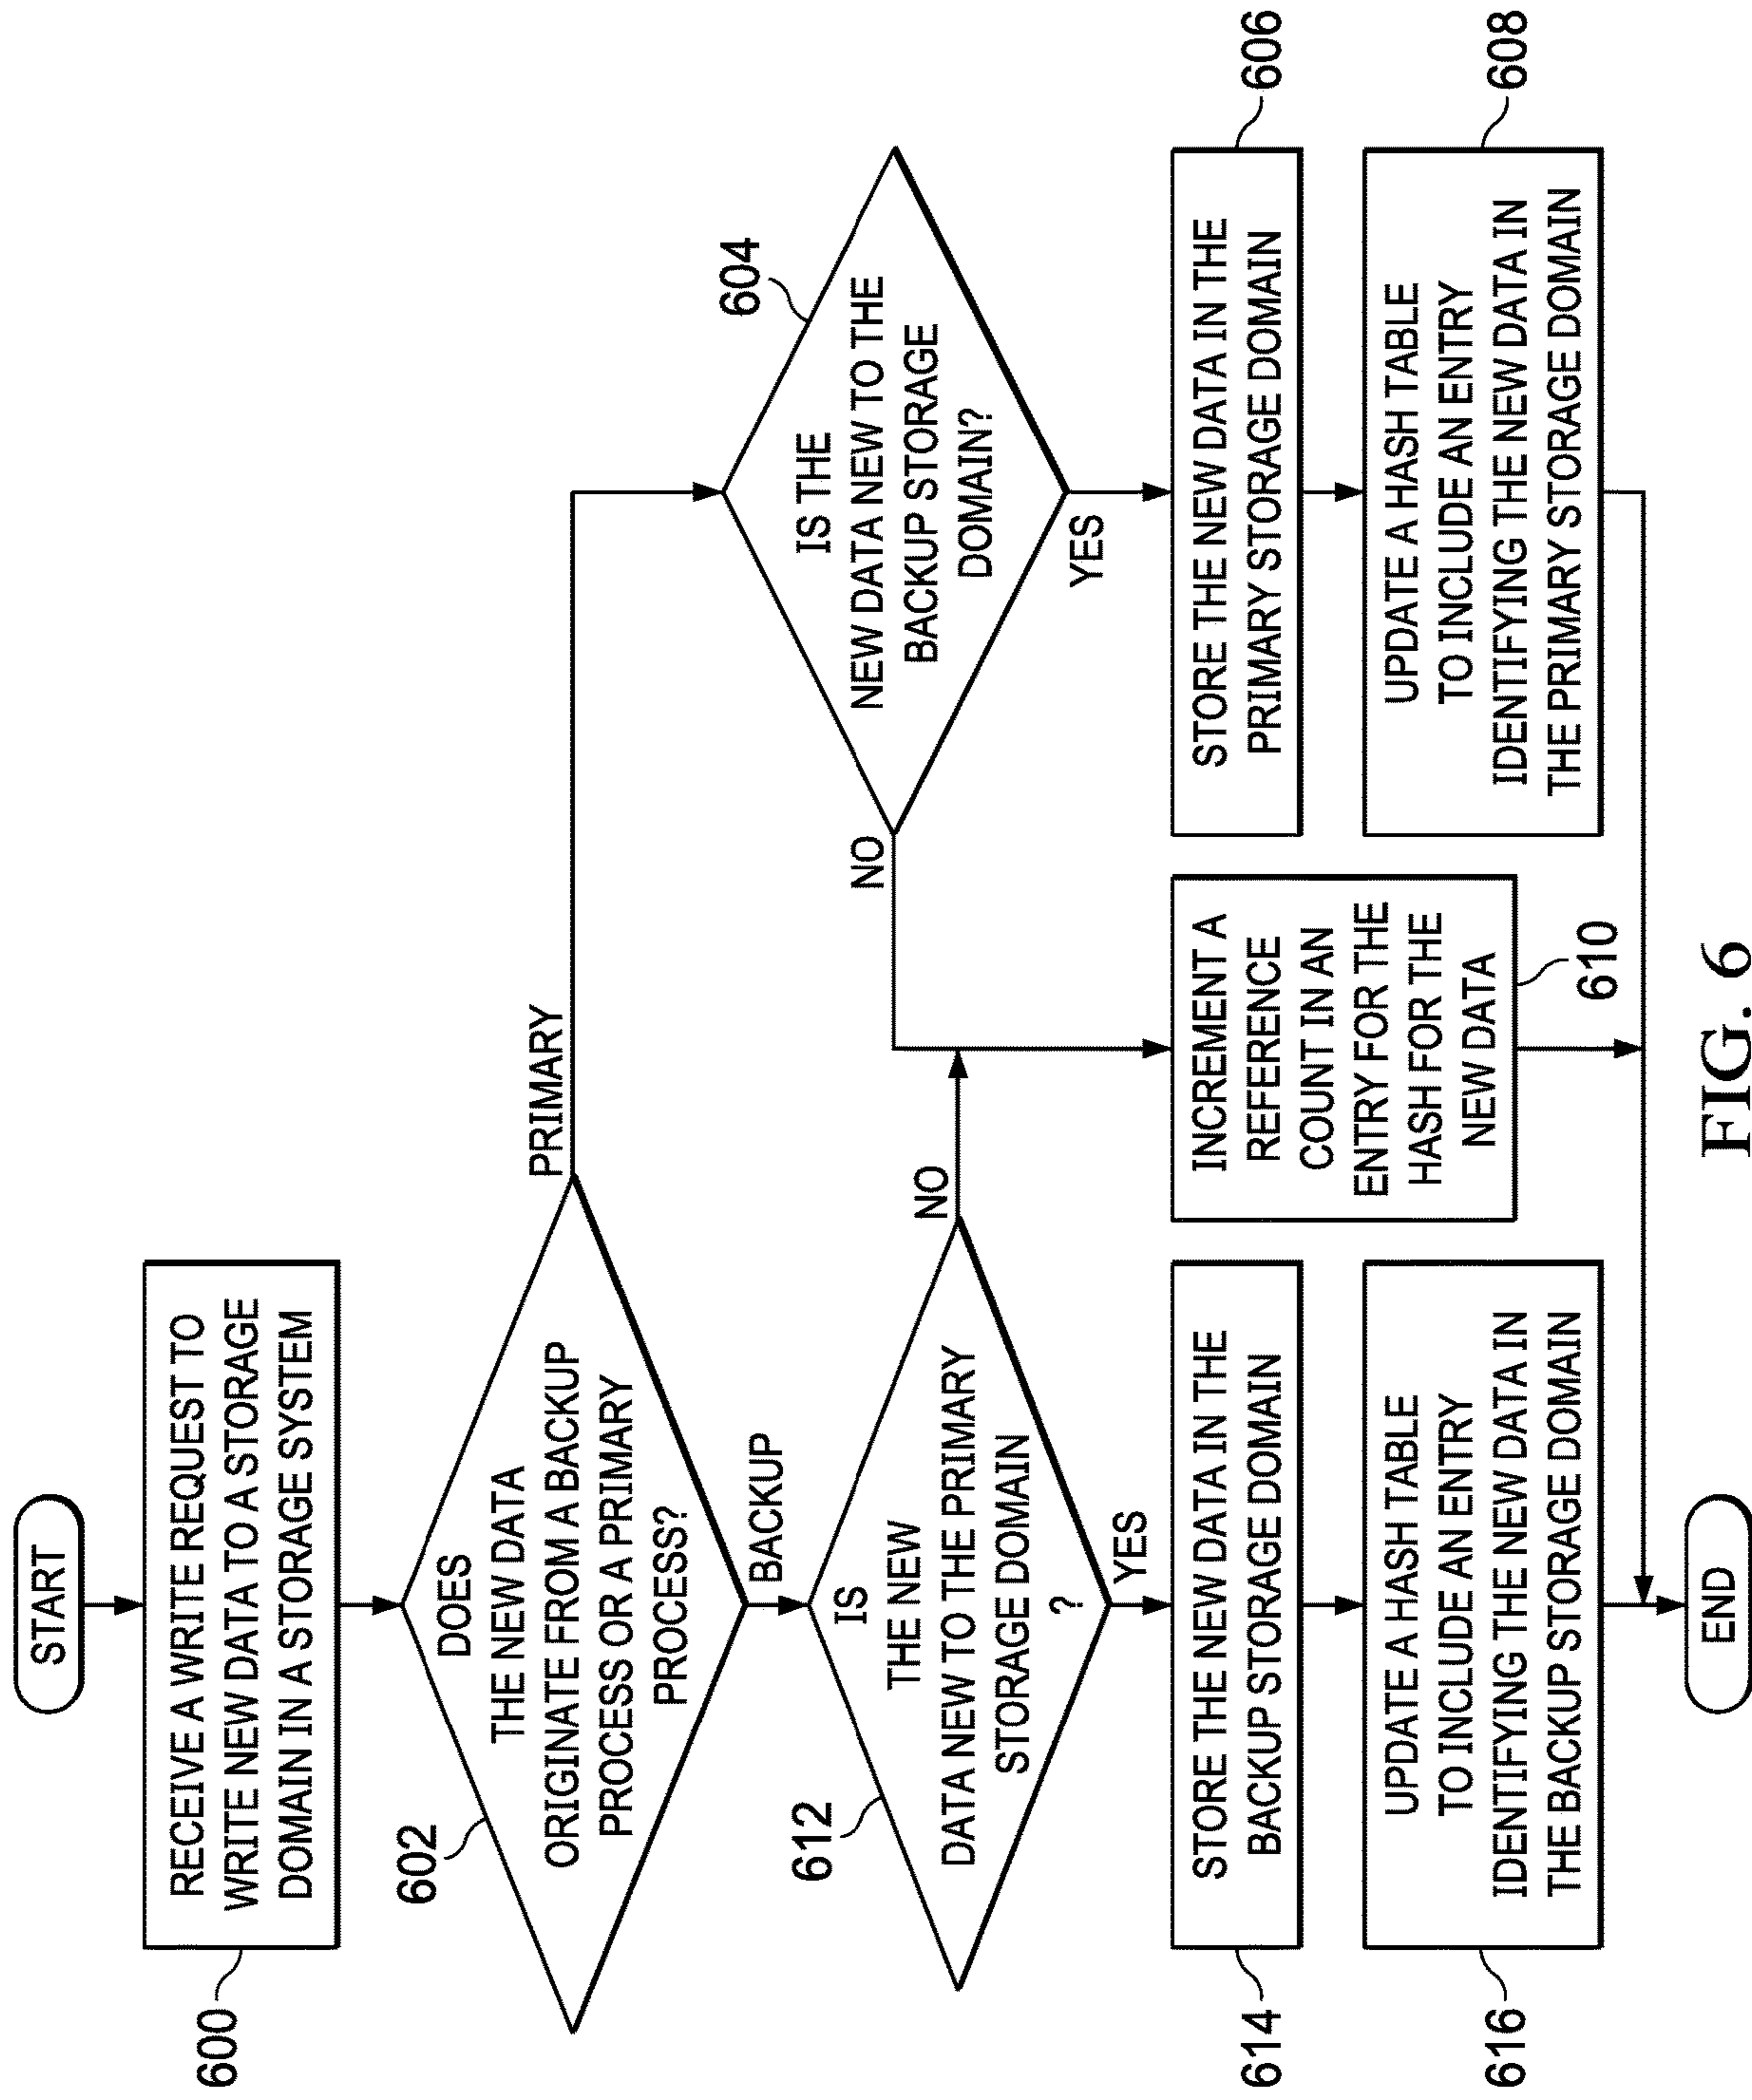 START
RECEIVE A WRITE REQUEST TO
WRITE NEW DATA TO A STORAGE
DOMAIN IN A STORAGE SYSTEM
600
DOES
THE NEW DATA
ORIGINATE FROM A BACKUP
PROCESS OR A PRIMARY
PROCESS?
602
PRIMARY
BACKUP
IS THE
NEW DATA NEW TO THE
BACKUP STORAGE
DOMAIN?
604
NO
YES
IS
THE NEW
DATA NEW TO THE PRIMARY
STORAGE DOMAIN
?
612
NO
YES
STORE THE NEW DATA IN THE
BACKUP STORAGE DOMAIN
614
INCREMENT A
REFERENCE
COUNT IN AN
ENTRY FOR THE
HASH FOR THE
NEW DATA
610
STORE THE NEW DATA IN THE
PRIMARY STORAGE DOMAIN
606
UPDATE A HASH TABLE
TO INCLUDE AN ENTRY
IDENTIFYING THE NEW DATA IN
THE BACKUP STORAGE DOMAIN
616
UPDATE A HASH TABLE
TO INCLUDE AN ENTRY
IDENTIFYING THE NEW DATA IN
THE PRIMARY STORAGE DOMAIN
608
END
FIG. 6